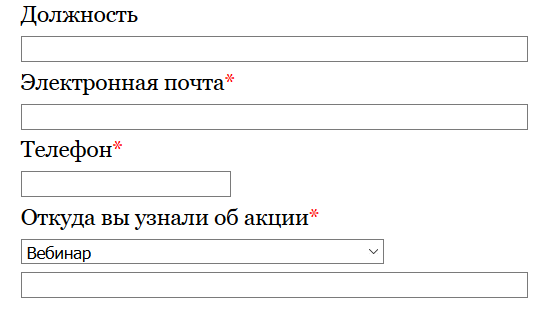 Должность
Электронная почта*
Телефон*
Откуда вы узнали об акции*
Вебинар